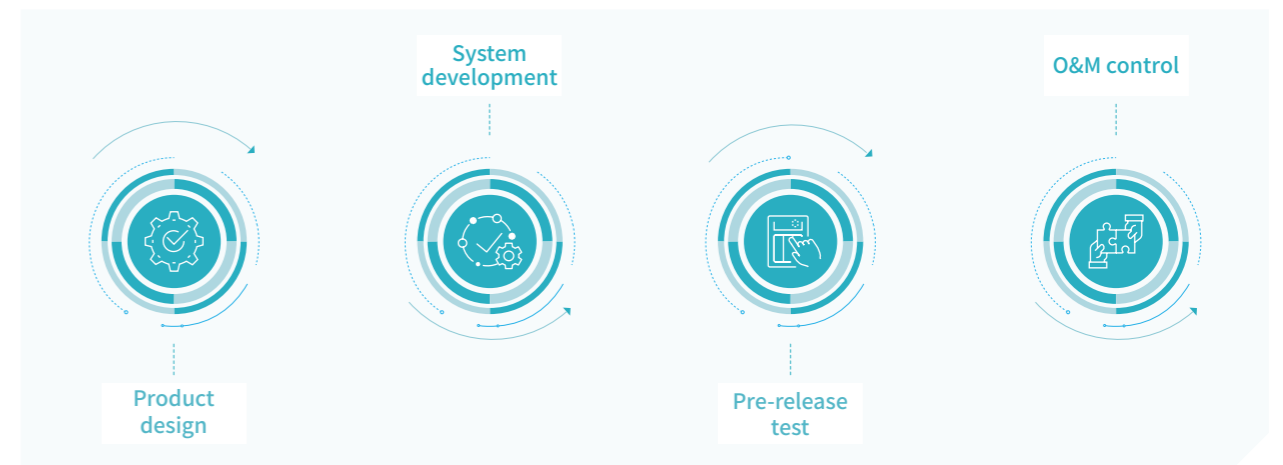 Product
design
System
development
Pre-release
test
O&M control